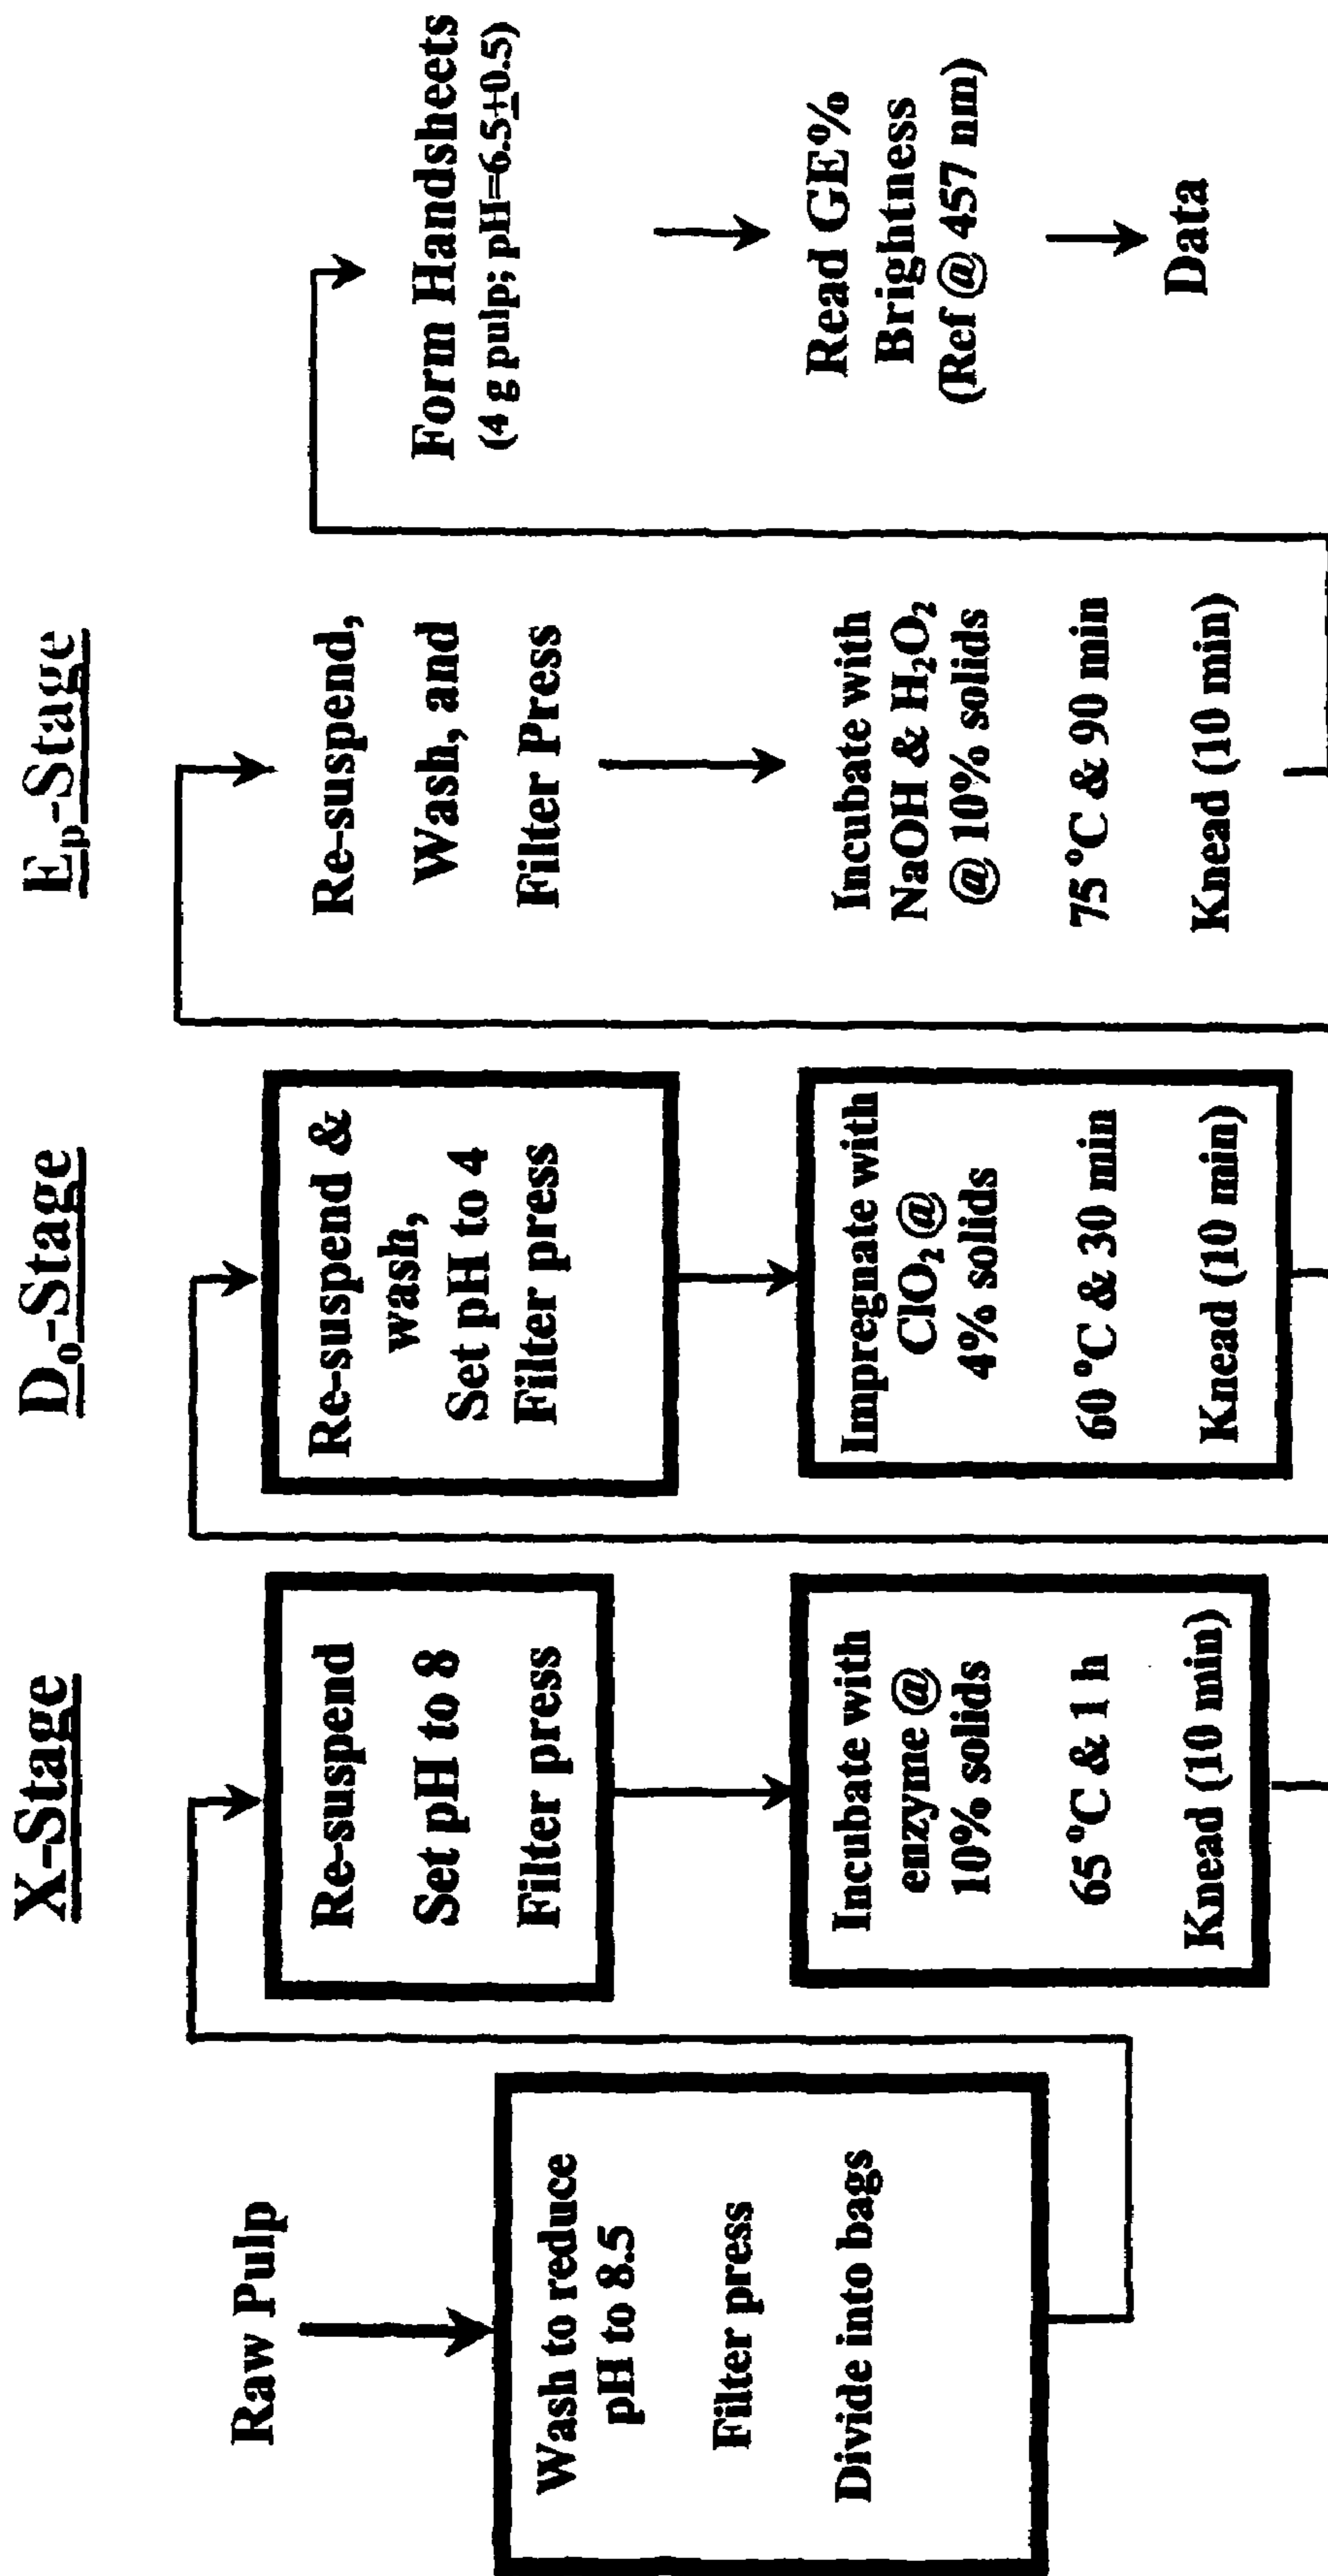 Raw Pulp
Wash to reduce
pH to 8.5
Filter press
Divide into bags
X-Stage
Re-suspend
Set pH to 8
Filter press
Incubate with
enzyme @
10% solids
65 °C & 1 h
Knead (10 min)
D₀-Stage
Re-suspend &
wash,
Set pH to 4
Filter press
Impregnate with
ClO₂ @
4% solids
60 °C & 30 min
Knead (10 min)
Eₚ-Stage
Re-suspend,
Wash, and
Filter Press
Incubate with
NaOH & H₂O₂
@ 10% solids
75 °C & 90 min
Knead (10 min)
Form Handsheets
(4 g pulp; pH=6.5±0.5)
Read GE%
Brightness
(Ref @ 457 nm)
Data